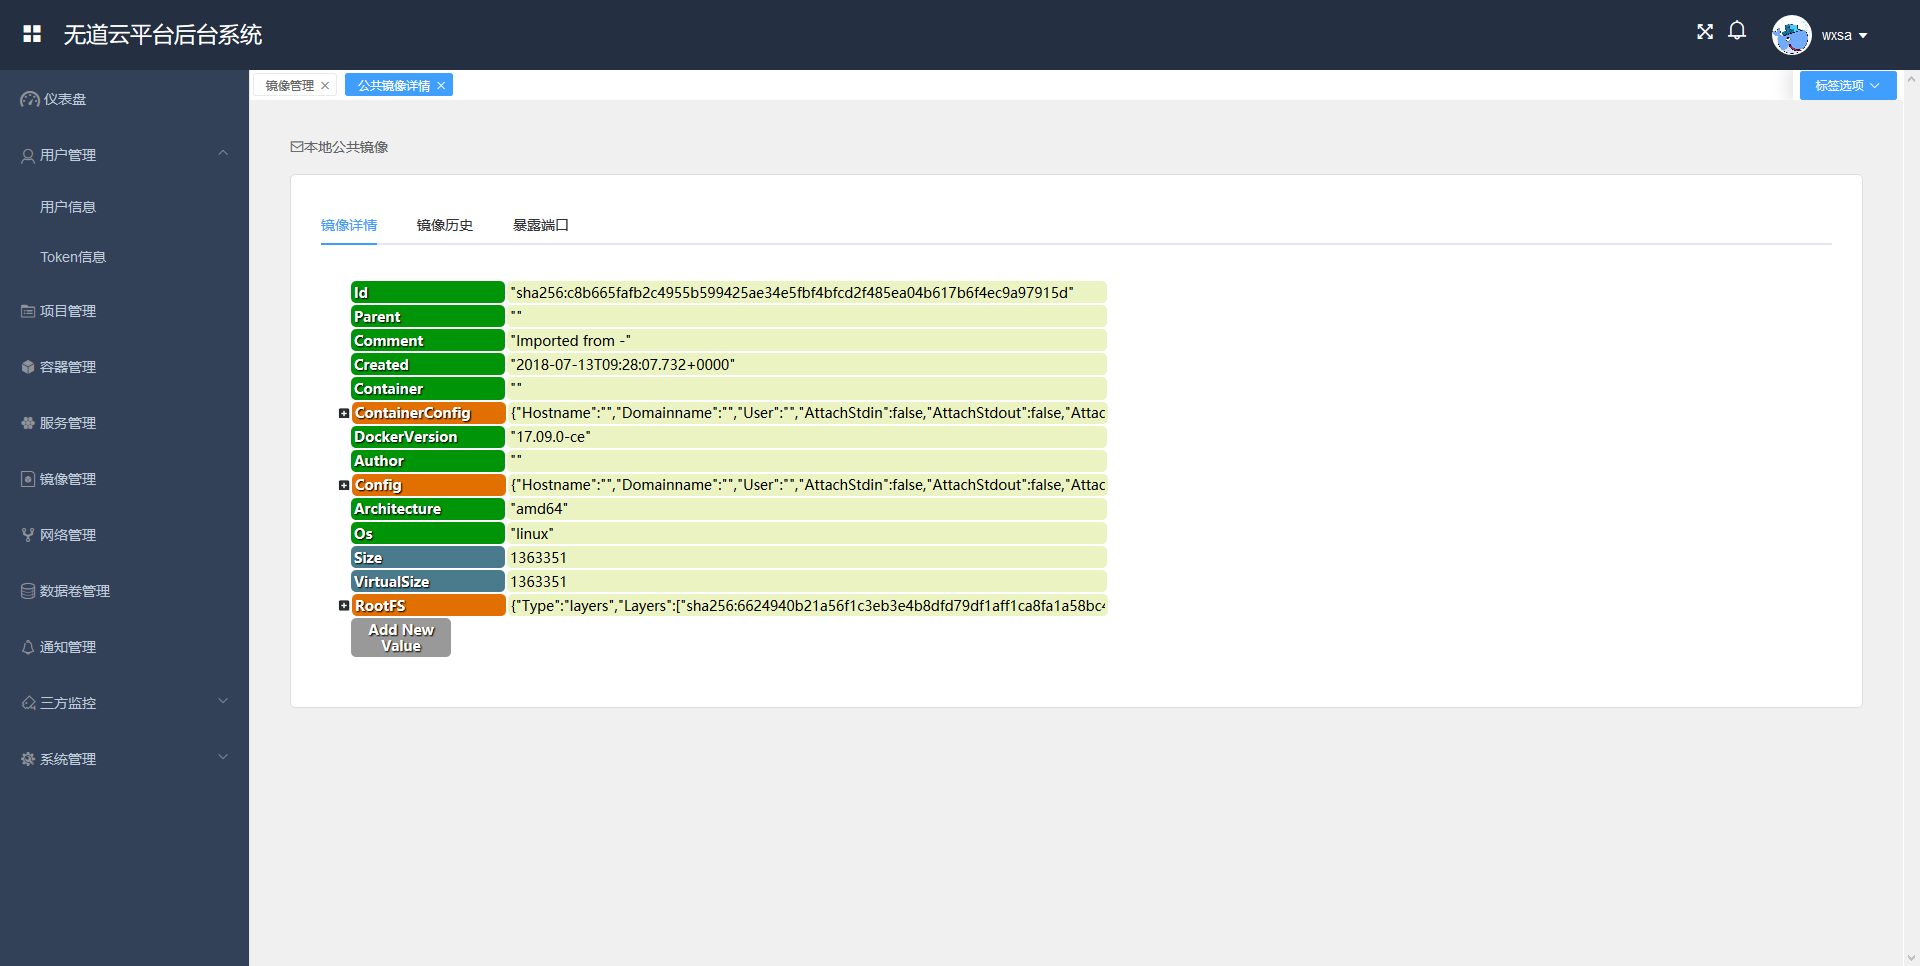 无道云平台后台系统
wxsa
仪表盘
用户管理
用户信息
Token信息
项目管理
容器管理
服务管理
镜像管理
网络管理
数据卷管理
通知管理
三方监控
系统管理
镜像管理
公共镜像详情
标签选项
本地公共镜像
镜像详情 镜像历史 暴露端口
Id "sha256:c8b665fafb2c4955b599425ae34e5fbf4bfcd2f485ea04b617b6f4ec9a97915d"
Parent ""
Comment "Imported from -"
Created "2018-07-13T09:28:07.732+0000"
Container ""
ContainerConfig {"Hostname":"","Domainname":"","User":"","AttachStdin":false,"AttachStdout":false,"Attac
DockerVersion "17.09.0-ce"
Author ""
Config {"Hostname":"","Domainname":"","User":"","AttachStdin":false,"AttachStdout":false,"Attac
Architecture "amd64"
Os "linux"
Size 1363351
VirtualSize 1363351
RootFS {"Type":"layers","Layers":["sha256:6624940b21a56f1c3eb3e4b8dfd79df1aff1ca8fa1a58bc4
Add New
Value